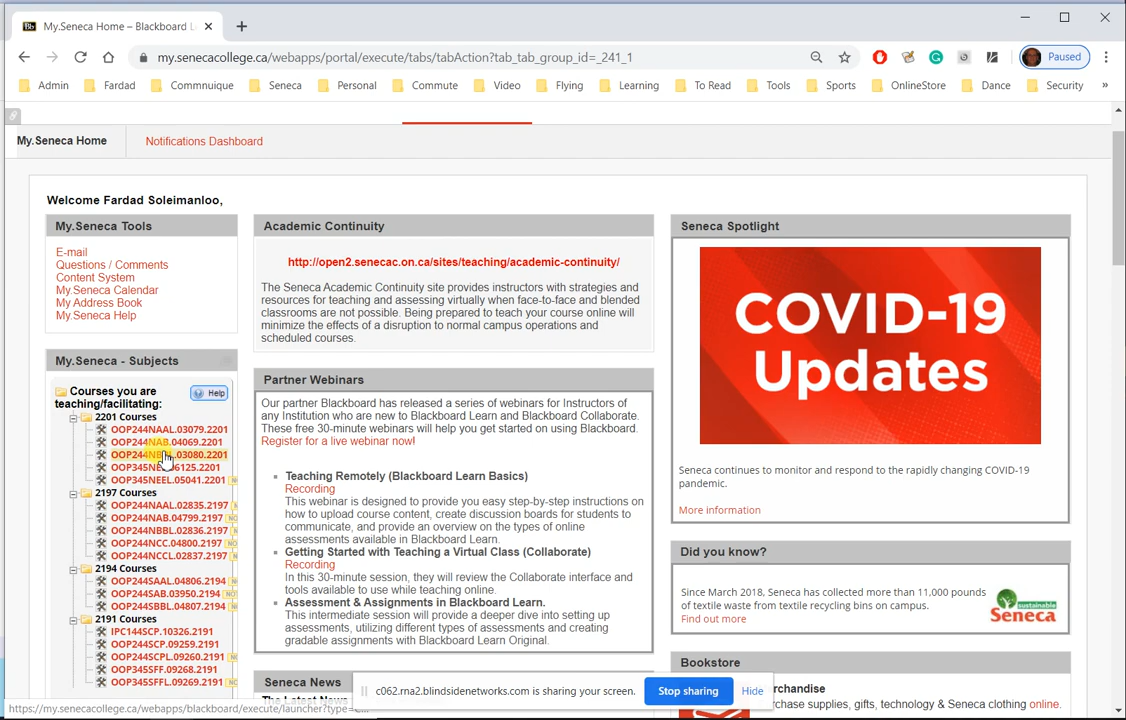 My.Seneca Home – Blackboard L
my.senecacollege.ca/webapps/portal/execute/tabs/tabAction?tab_tab_group_id=_241_1
Paused
Admin Fardad Commnuique Seneca Personal Commute Video Flying Learning To Read Tools Sports OnlineStore Dance Security »
My.Seneca Home
Notifications Dashboard
Welcome Fardad Soleimanloo,
My.Seneca Tools
E-mail
Questions / Comments
Content System
My.Seneca Calendar
My Address Book
My.Seneca Help
My.Seneca - Subjects
Courses you are
teaching/facilitating:
Help
2201 Courses
OOP244NAAL.03079.2201
OOP244NAB.04069.2201
OOP244NBBL.03080.2201
.06125.2201
OOP345NEEL.05041.2201
2197 Courses
OOP244NAAL.02835.2197
OOP244NAB.04799.2197
OOP244NBBL.02836.2197
OOP244NCC.04800.2197
OOP244NCCL.02837.2197
2194 Courses
OOP244SAAL.04806.2194
OOP244SAB.03950.2194
OOP244SBBL.04807.2194
2191 Courses
IPC144SCP.10326.2191
OOP244SCP.09259.2191
OOP244SCPL.09260.2191
OOP345SFF.09268.2191
OOP345SFFL.09269.2191
Academic Continuity
http://open2.senecac.on.ca/sites/teaching/academic-continuity/
The Seneca Academic Continuity site provides instructors with strategies and
resources for teaching and assessing virtually when face-to-face and blended
classrooms are not possible. Being prepared to teach your course online will
minimize the effects of a disruption to normal campus operations and
scheduled courses.
Partner Webinars
Our partner Blackboard has released a series of webinars for Instructors of
any Institution who are new to Blackboard Learn and Blackboard Collaborate.
These free 30-minute webinars will help you get started on using Blackboard.
Register for a live webinar now!
Teaching Remotely (Blackboard Learn Basics)
Recording
This webinar is designed to provide you easy step-by-step instructions on
how to upload course content, create discussion boards for students to
communicate, and provide an overview on the types of online
assessments available in Blackboard Learn.
Getting Started with Teaching a Virtual Class (Collaborate)
Recording
In this 30-minute session, they will review the Collaborate interface and
tools available to use while teaching online.
Assessment & Assignments in Blackboard Learn.
This intermediate session will provide a deeper dive into setting up
assessments, utilizing different types of assessments and creating
gradable assignments with Blackboard Learn Original.
Seneca News
The Latest News
Seneca Spotlight
COVID-19
Updates
Seneca continues to monitor and respond to the rapidly changing COVID-19
pandemic.
More information
Did you know?
Since March 2018, Seneca has collected more than 11,000 pounds
of textile waste from textile recycling bins on campus.
Find out more
sustainable
Seneca
Bookstore
rchandise
rchase supplies, gifts, technology & Seneca clothing online.
c062.rna2.blindsidenetworks.com is sharing your screen.
Stop sharing
Hide
https://my.senecacollege.ca/webapps/blackboard/execute/launcher?type=C...